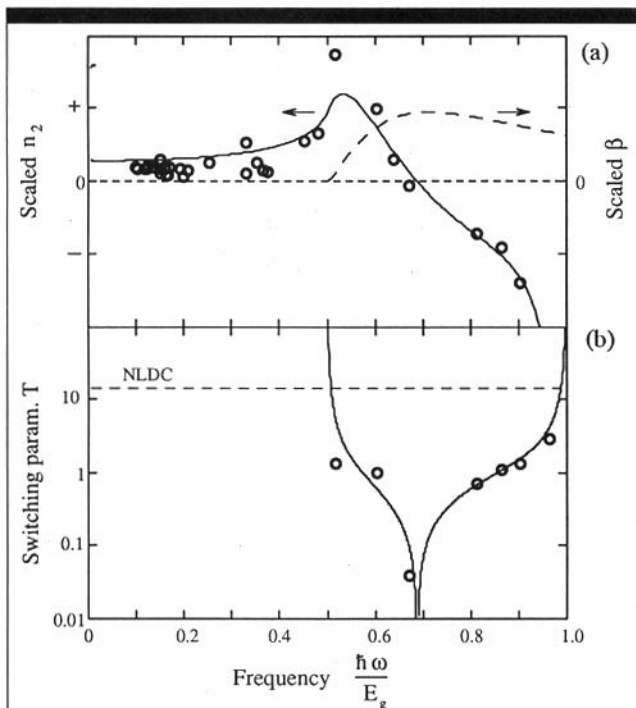 (a)
Scaled n₂
+
0
−
Scaled β
0
(b)
NLDC
Switching param. T
10
1
0.1
0.01
0
0.2
0.4
0.6
0.8
1.0
Frequency ħω/E_g